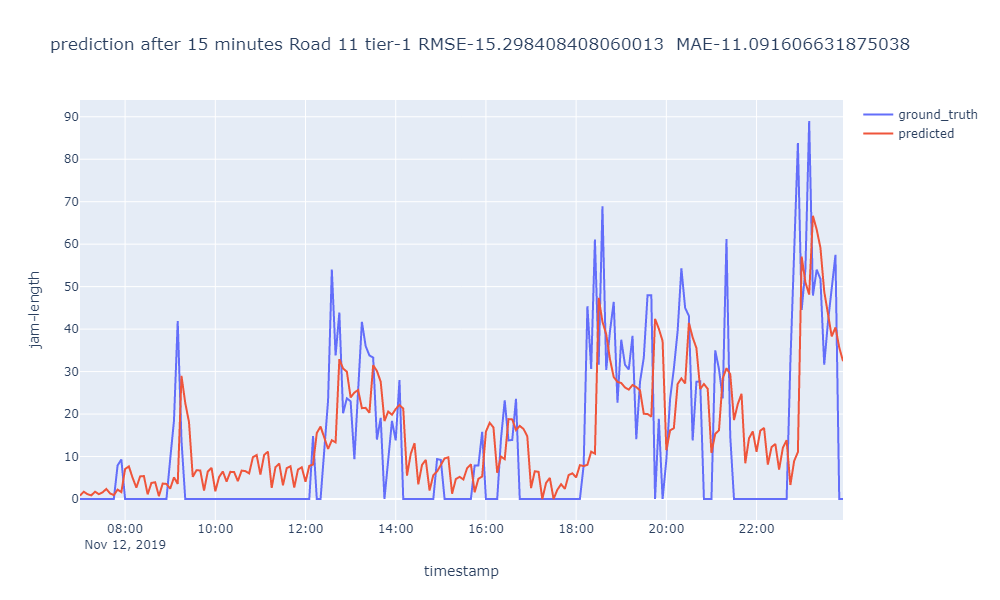 prediction after 15 minutes Road 11 tier-1 RMSE-15.298408408060013  MAE-11.091606631875038
ground_truth
predicted
90
80
70
60
50
40
30
20
10
0
jam-length
08:00 10:00 12:00 14:00 16:00 18:00 20:00 22:00
Nov 12, 2019
timestamp